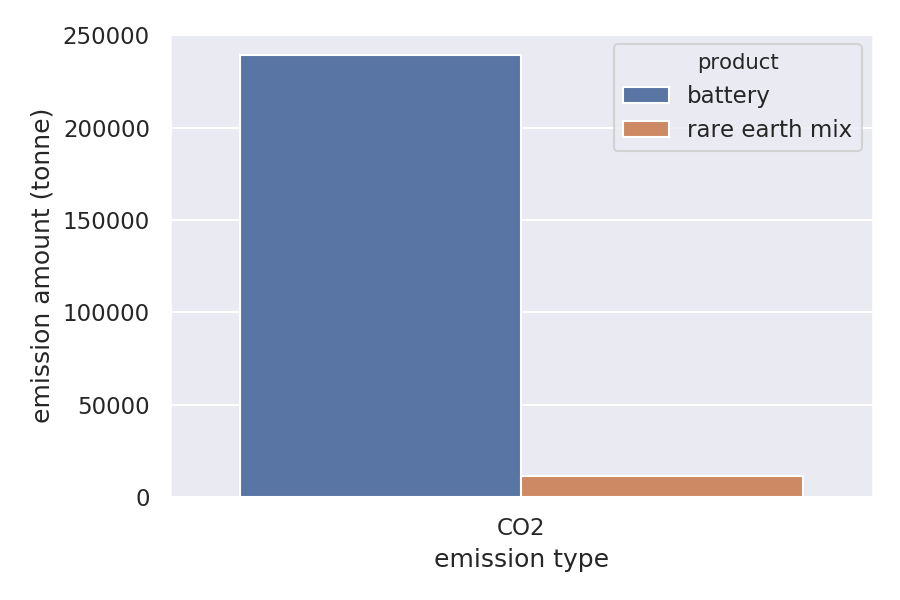 250000
200000
150000
100000
50000
0
emission amount (tonne)
product
battery
rare earth mix
CO2
emission type